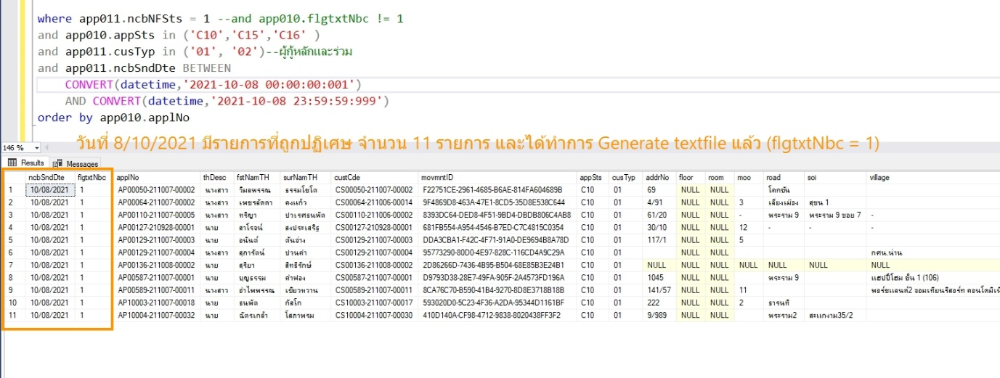 where app011.ncbNFSts = 1 --and app010.flgtxtNbc != 1
and app010.appSts in ('C10','C15','C16' )
and app011.cusTyp in ('01', '02')--ผู้กู้หลักและร่วม
and app011.ncbSndDte BETWEEN
CONVERT(datetime,'2021-10-08 00:00:00:001')
AND CONVERT(datetime,'2021-10-08 23:59:59:999')
order by app010.applNo
วันที่ 8/10/2021 มีรายการที่ถูกปฏิเศษ จำนวน 11 รายการ และได้ทำการ Generate textfile แล้ว (flgtxtNbc = 1)
146 %
Results Messages
ncbSndDte flgtxtNbc applNo thDesc fstNamTH surNamTH custCde movmntID appSts cusTyp addrNo floor room moo road soi village
1 10/08/2021 1 AP00050-211007-00002 นางสาว วิมลพรรณ ธรรมโชโต CS00050-211007-00002 F22751CE-2961-4685-B6AE-814FA604689B C10 01 69 NULL NULL โคกขัน
2 10/08/2021 1 AP00064-211007-00002 นางสาว เพชรลัดดา คงแก้ว CS00064-211006-00014 9F4869D8-463A-47E1-8CD5-35D8E538C644 C10 01 4/91 NULL NULL 3 เลี่ยงเมือง สุขน 1
3 10/08/2021 1 AP00110-211007-00005 นางสาว ทริญา ปวเรศธนพัต CS00110-211006-00002 8393DC64-DED8-4F51-9BD4-DBDB806C4AB8 C10 01 61/20 NULL NULL - พระราม 9 พระราม 9 ซอย 7 -
4 10/08/2021 1 AP00127-210928-00001 นาย สาโรจน์ สงประเสริฐ CS00127-210928-00001 681FB554-A954-4546-B7ED-C7C4815C0354 C10 01 30/10 NULL NULL 12 - - -
5 10/08/2021 1 AP00129-211007-00003 นาย อนันต์ ตันอ่าง CS00129-211007-00003 DDA3CBA1-F42C-4F71-91A0-DE9694B8A78D C10 01 117/1 NULL NULL 5
6 10/08/2021 1 AP00129-211007-00004 นางสาว สุภารัตน์ ปวนคำ CS00129-211007-00004 95773290-80D0-4E97-828C-116CD4A9C29A C10 01 NULL NULL กศน.น่าน
7 10/08/2021 1 AP00136-211008-00002 นาย สุริยา สิทธิรักษ์ CS00136-211008-00002 2D86266D-7436-4B95-B504-68E85B3E24B1 C10 01 NULL NULL NULL NULL NULL NULL NULL
8 10/08/2021 1 AP00587-211007-00001 นาย บุญธรรม คำฟอง CS00587-211007-00001 D9793D38-28E7-49FA-905F-2A4573FD196A C10 01 1045 NULL NULL พระราม 9 แฮปปี้โฮม ชั้น 1 (106)
9 10/08/2021 1 AP00589-211007-00011 นางสาว อำไพพรรณ เขียวหวาน CS00589-211007-00011 8CA76C70-B590-41B4-9270-8D8E3718B18B C10 01 141/57 NULL NULL 11 พอร์ชแลนด์2 จอมเทียนรีสอร์ท คอนโดมิเนี
10 10/08/2021 1 AP10003-211007-00018 นาย ธนพัต กัสโก CS10003-211007-00017 593020D0-5C23-4F36-A2DA-95344D1161BF C10 01 222 NULL NULL 2 ธารนที
11 10/08/2021 1 AP10004-211007-00032 นาย ฉัตรเกล้า โสภาพรม CS10004-211007-00030 410D140A-CF98-4712-9838-8020438FF3F2 C10 01 9/989 NULL NULL พระราม2 สะแกงาม35/2